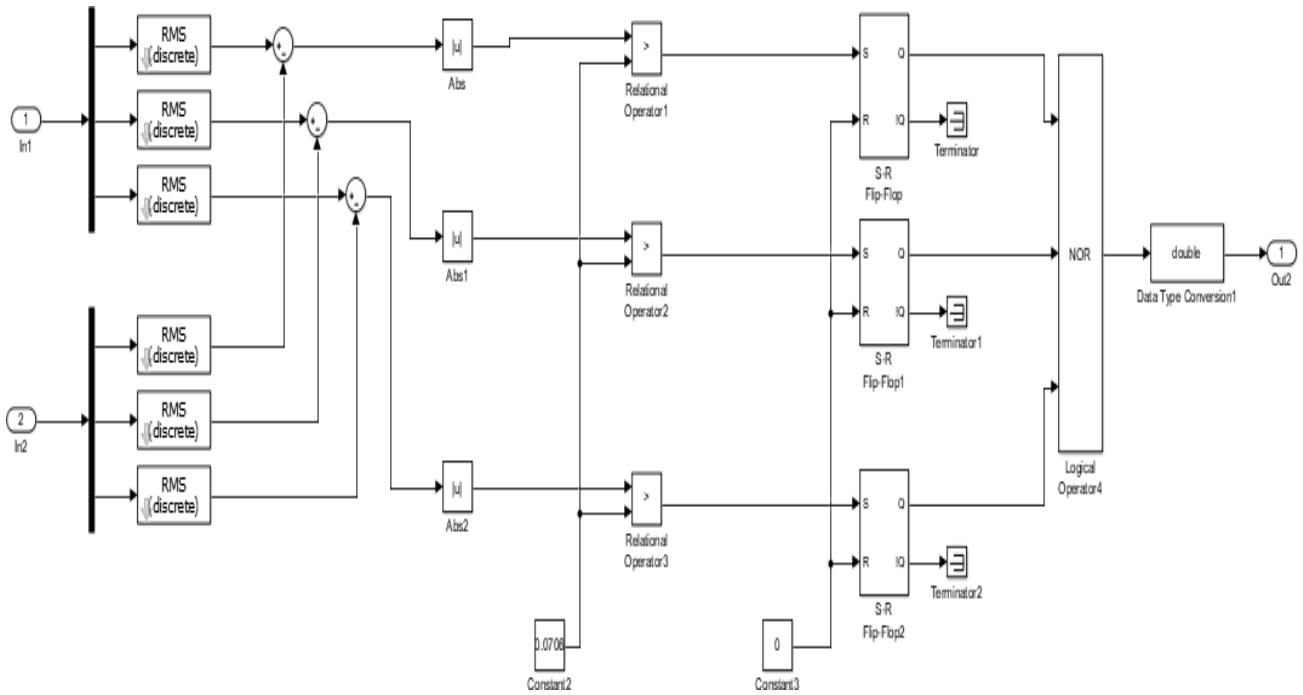 RMS
(discrete)
+
-
|u|
Abs
>
Relational
Operator1
S
Q
R
!Q
S-R
Flip-Flop
Terminator
1
In1
RMS
(discrete)
+
-
RMS
(discrete)
+
-
|u|
Abs1
>
Relational
Operator2
S
Q
R
!Q
S-R
Flip-Flop1
Terminator1
NOR
Logical
Operator4
double
Data Type Conversion1
1
Out2
RMS
(discrete)
2
In2
RMS
(discrete)
RMS
(discrete)
|u|
Abs2
>
Relational
Operator3
S
Q
R
!Q
S-R
Flip-Flop2
Terminator2
0.0706
Constant2
0
Constant3